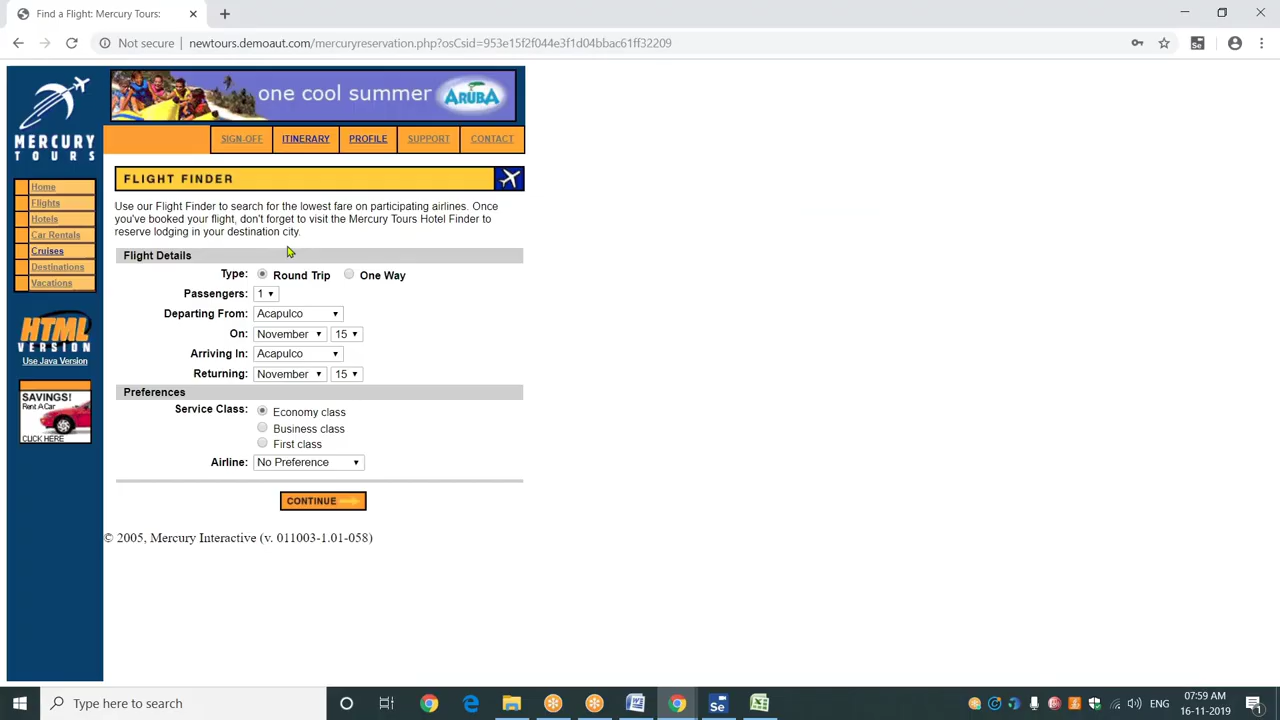 Find a Flight: Mercury Tours:
Not secure | newtours.demoaut.com/mercuryreservation.php?osCsid=953e15f2f044e3f1d04bbac61ff32209
Se
one cool summer ARUBA
MERCURY
TOURS
SIGN-OFF ITINERARY PROFILE SUPPORT CONTACT
Home
Flights
Hotels
Car Rentals
Cruises
Destinations
Vacations
HTML
VERSION
Use Java Version
SAVINGS!
Rent A Car
CLICK HERE
FLIGHT FINDER
Use our Flight Finder to search for the lowest fare on participating airlines. Once
you've booked your flight, don't forget to visit the Mercury Tours Hotel Finder to
reserve lodging in your destination city.
Flight Details
Type: Round Trip One Way
Passengers: 1
Departing From: Acapulco
On: November 15
Arriving In: Acapulco
Returning: November 15
Preferences
Service Class: Economy class
Business class
First class
Airline: No Preference
CONTINUE
© 2005, Mercury Interactive (v. 011003-1.01-058)
Type here to search
Se
ENG
07:59 AM
16-11-2019
1